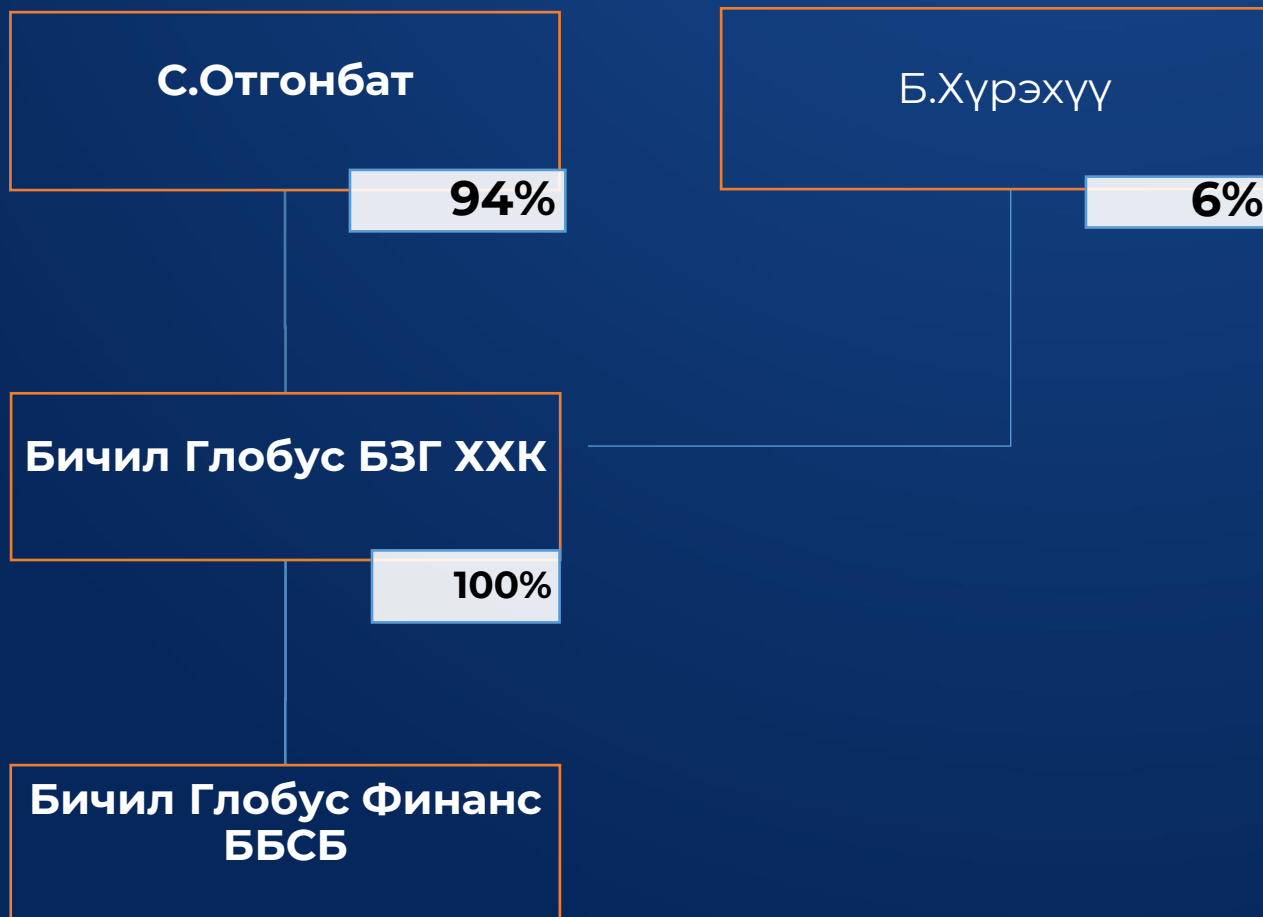 С.Отгонбат
94%
Б.Хүрэхүү
6%
Бичил Глобус БЗГ ХХК
100%
Бичил Глобус Финанс
ББСБ